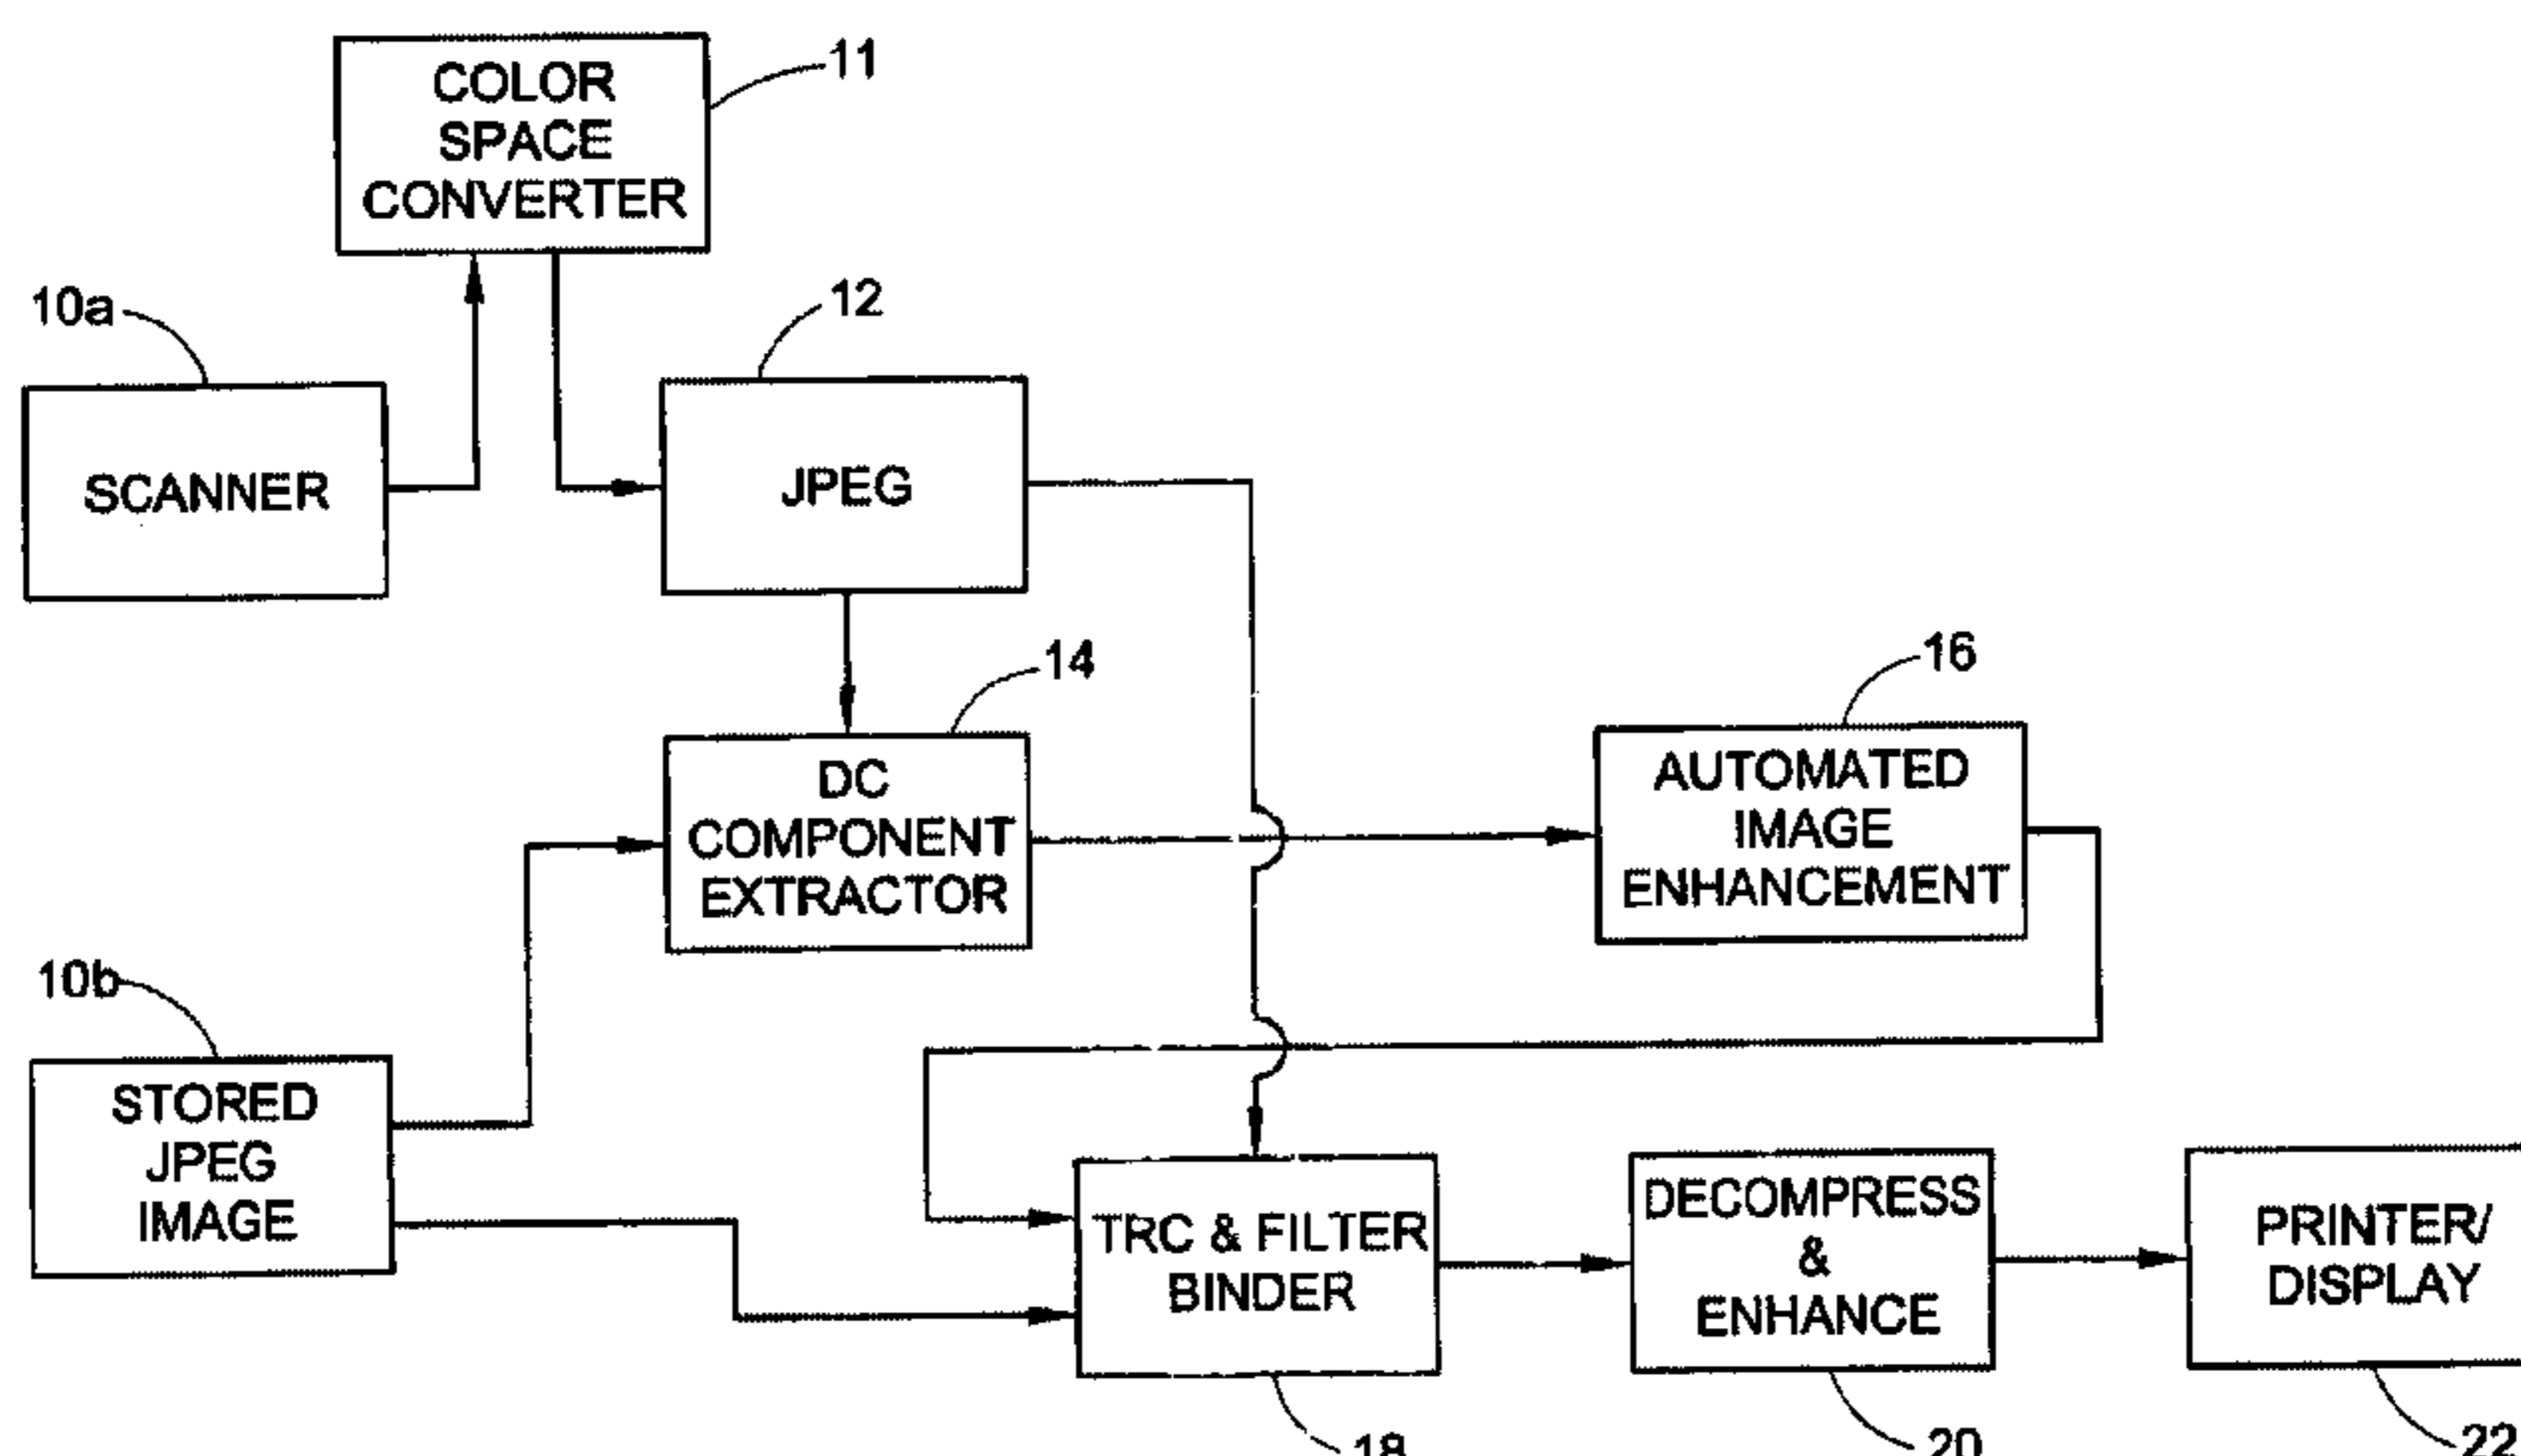 COLOR
SPACE
CONVERTER
11
10a
12
SCANNER
JPEG
14
16
DC
COMPONENT
EXTRACTOR
AUTOMATED
IMAGE
ENHANCEMENT
10b
STORED
JPEG
IMAGE
TRC & FILTER
BINDER
DECOMPRESS
&
ENHANCE
PRINTER/
DISPLAY
18
20
22